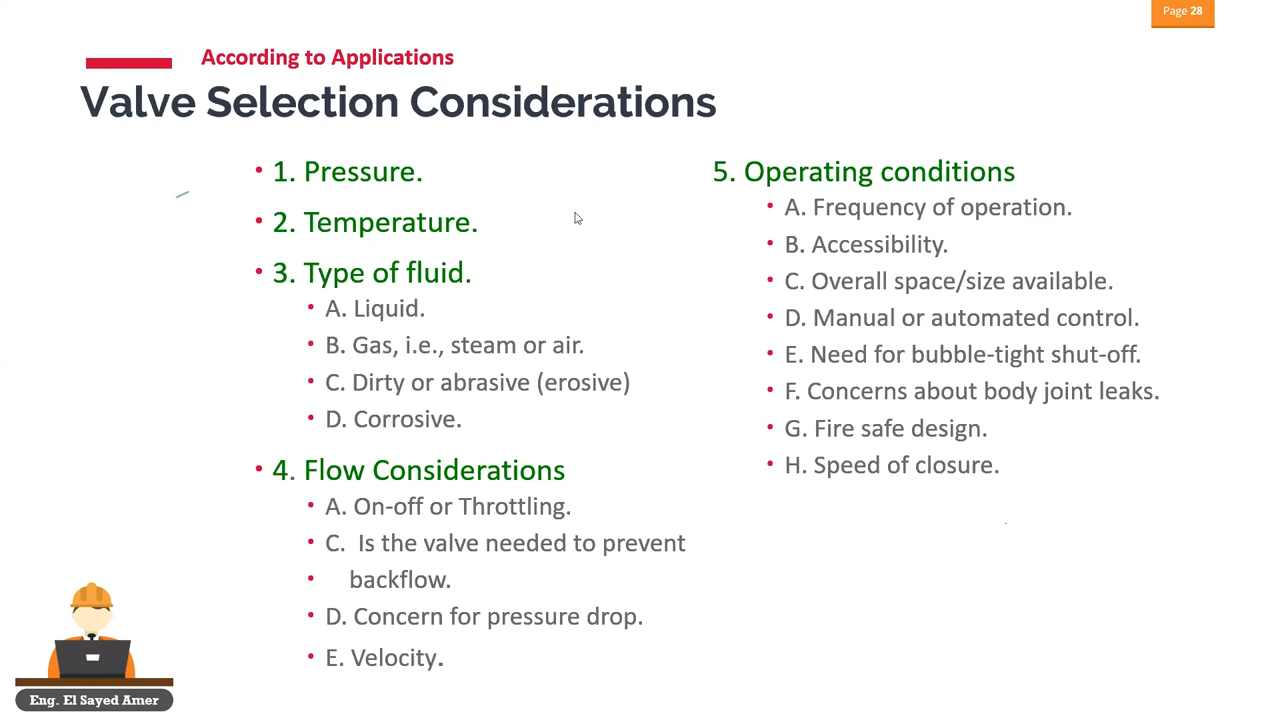 Page 28
According to Applications
Valve Selection Considerations
• 1. Pressure.
• 2. Temperature.
• 3. Type of fluid.
• A. Liquid.
• B. Gas, i.e., steam or air.
• C. Dirty or abrasive (erosive)
• D. Corrosive.
• 4. Flow Considerations
• A. On-off or Throttling.
• C. Is the valve needed to prevent
• backflow.
• D. Concern for pressure drop.
• E. Velocity.
5. Operating conditions
• A. Frequency of operation.
• B. Accessibility.
• C. Overall space/size available.
• D. Manual or automated control.
• E. Need for bubble-tight shut-off.
• F. Concerns about body joint leaks.
• G. Fire safe design.
• H. Speed of closure.
Eng. El Sayed Amer